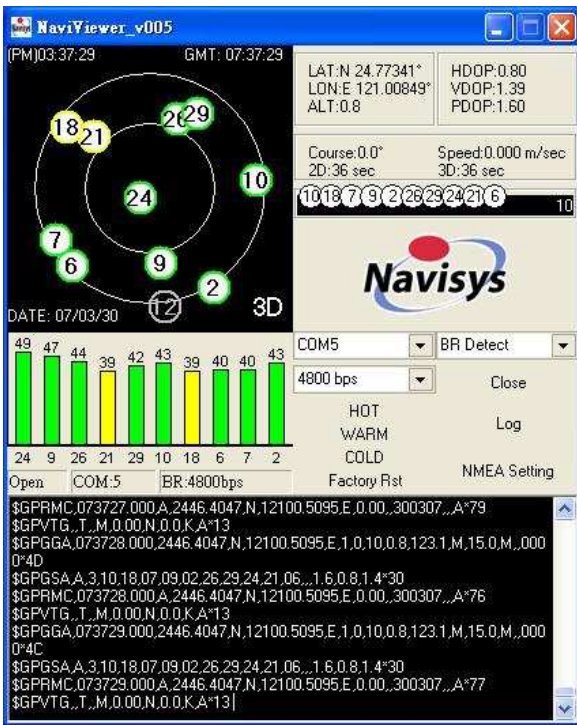 NaviViewer_v005
(PM)03:37:29 GMT: 07:37:29
18 21 26 29
10
24
7
6
9
2
12
DATE: 07/03/30 3D
LAT:N 24.77341°
LON:E 121.00849°
ALT:0.8
HDOP:0.80
VDOP:1.39
PDOP:1.60
Course:0.0° Speed:0.000 m/sec
2D:36 sec 3D:36 sec
10 18 7 9 2 26 29 24 21 6
10
Navisys
49 47 44 39 42 43 39 40 40 43
24 9 26 21 29 10 18 6 7 2
COM5 BR Detect
4800 bps Close
HOT
WARM
COLD
Factory Rst
Log
NMEA Setting
Open COM:5 BR:4800bps
$GPRMC,073727.000,A,2446.4047,N,12100.5095,E,0.00,,300307,,,A*79
$GPVTG,,T,,M,0.00,N,0.0,K,A*13
$GPGGA,073728.000,2446.4047,N,12100.5095,E,1,0,10,0.8,123.1,M,15.0,M,,000
0*4D
$GPGSA,A,3,10,18,07,09,02,26,29,24,21,06,,,1.6,0.8,1.4*30
$GPRMC,073728.000,A,2446.4047,N,12100.5095,E,0.00,,300307,,,A*76
$GPVTG,,T,,M,0.00,N,0.0,K,A*13
$GPGGA,073729.000,2446.4047,N,12100.5095,E,1,0,10,0.8,123.1,M,15.0,M,,000
0*4C
$GPGSA,A,3,10,18,07,09,02,26,29,24,21,06,,,1.6,0.8,1.4*30
$GPRMC,073729.000,A,2446.4047,N,12100.5095,E,0.00,,300307,,,A*77
$GPVTG,,T,,M,0.00,N,0.0,K,A*13